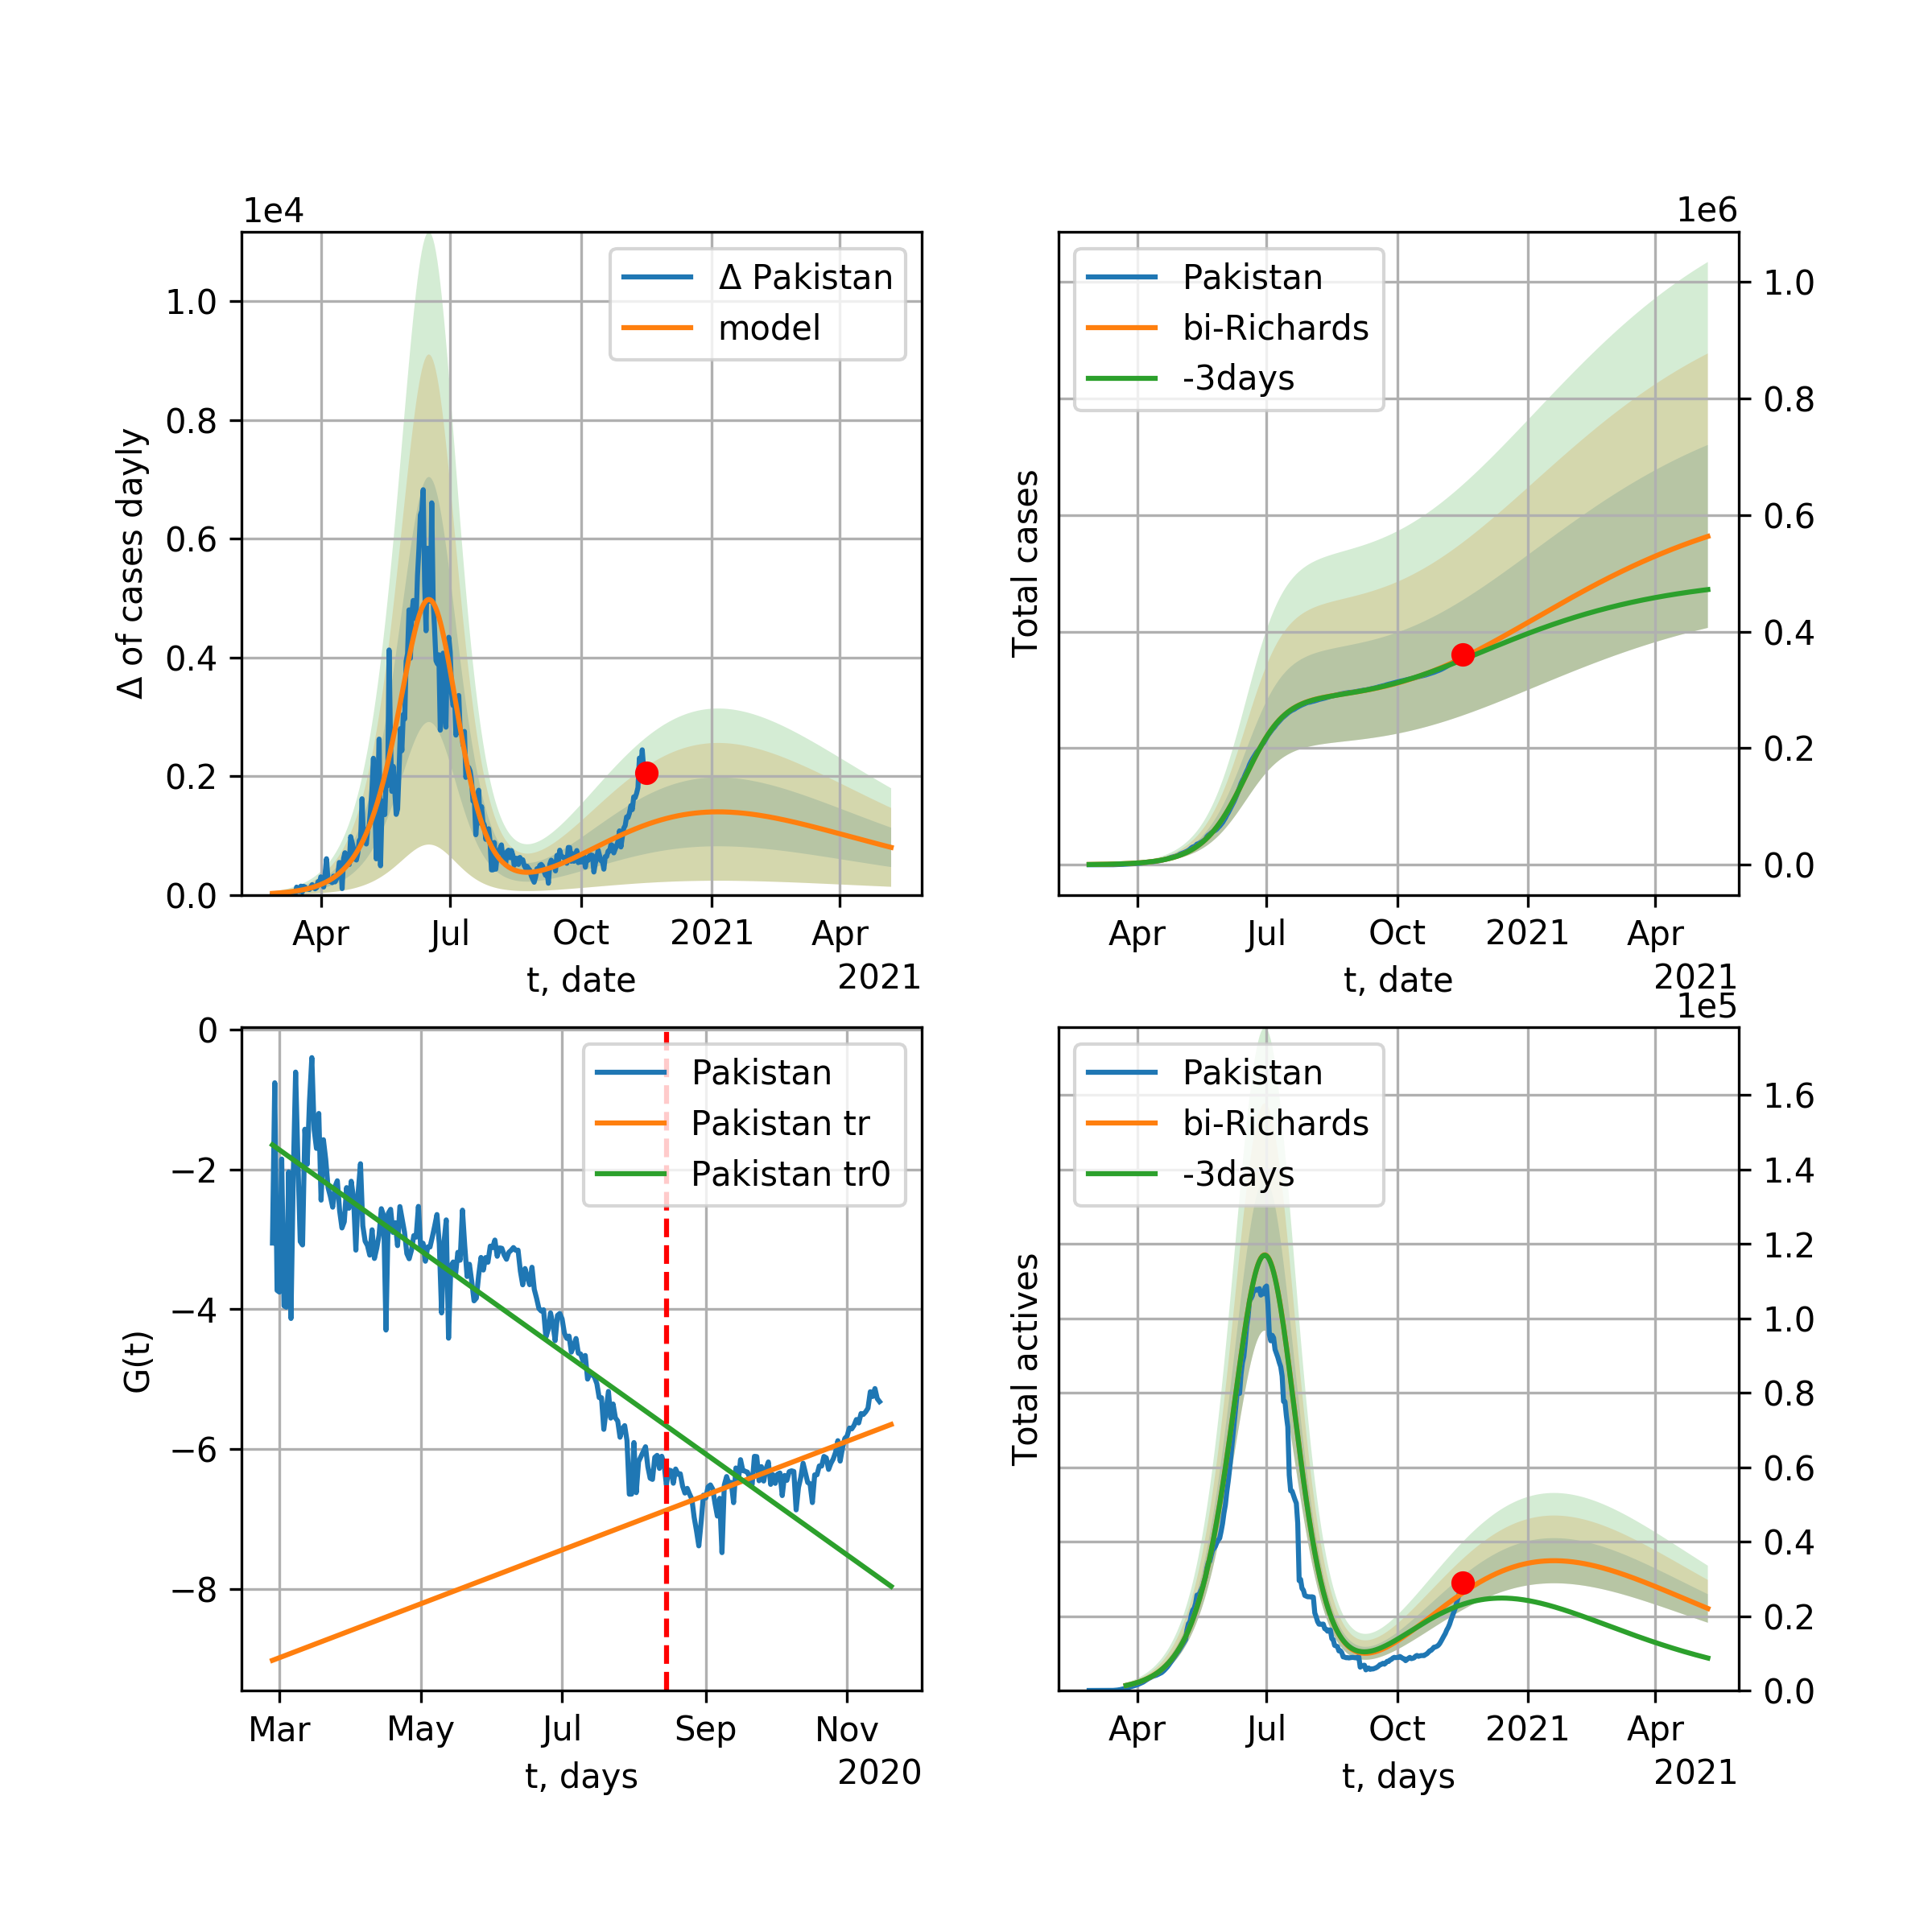 1e4
Δ of cases dayly
1.0
0.8
0.6
0.4
0.2
0.0
Δ Pakistan
model
Apr
Jul
Oct
2021
Apr
t, date
2021
1e6
Total cases
Pakistan
bi-Richards
-3days
1.0
0.8
0.6
0.4
0.2
0.0
Apr
Jul
Oct
2021
Apr
t, date
2021
G(t)
0
−2
−4
−6
−8
Pakistan
Pakistan tr
Pakistan tr0
Mar
May
Jul
Sep
Nov
t, days
2020
1e5
Total actives
Pakistan
bi-Richards
-3days
1.6
1.4
1.2
1.0
0.8
0.6
0.4
0.2
0.0
Apr
Jul
Oct
2021
Apr
t, days
2021